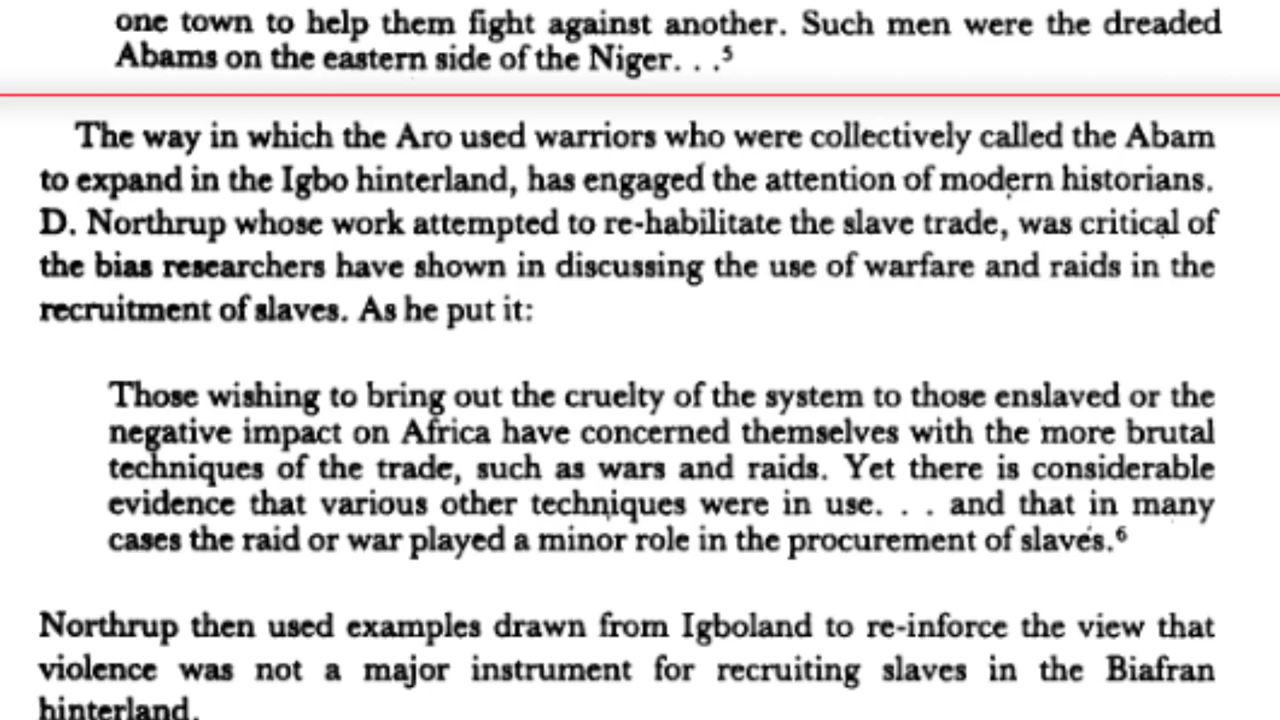 one town to help them fight against another. Such men were the dreaded
Abams on the eastern side of the Niger. . .⁵
The way in which the Aro used warriors who were collectively called the Abam
to expand in the Igbo hinterland, has engaged the attention of modern historians.
D. Northrup whose work attempted to re-habilitate the slave trade, was critical of
the bias researchers have shown in discussing the use of warfare and raids in the
recruitment of slaves. As he put it:
Those wishing to bring out the cruelty of the system to those enslaved or the
negative impact on Africa have concerned themselves with the more brutal
techniques of the trade, such as wars and raids. Yet there is considerable
evidence that various other techniques were in use. . . and that in many
cases the raid or war played a minor role in the procurement of slaves.⁶
Northrup then used examples drawn from Igboland to re-inforce the view that
violence was not a major instrument for recruiting slaves in the Biafran
hinterland.